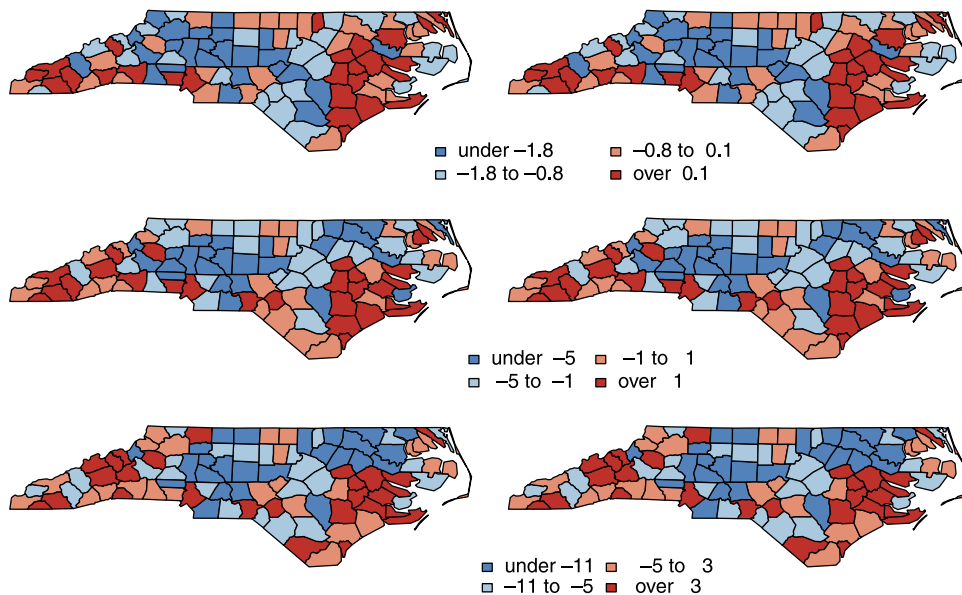 under –1.8 –0.8 to 0.1
–1.8 to –0.8 over 0.1
under –5 –1 to 1
–5 to –1 over 1
under –11 –5 to 3
–11 to –5 over 3